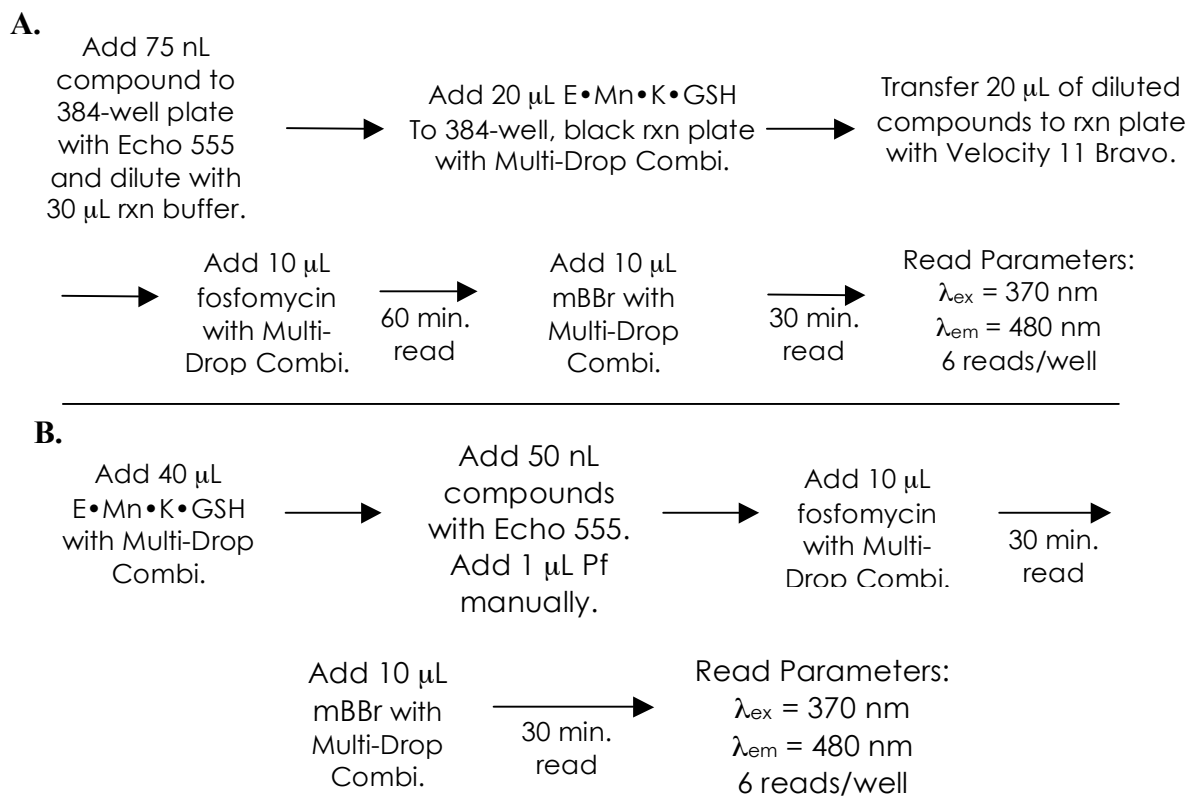 A.
Add 75 nL
compound to
384-well plate
with Echo 555
and dilute with
30 μL rxn buffer.
Add 20 μL E•Mn•K•GSH
To 384-well, black rxn plate
with Multi-Drop Combi.
Transfer 20 μL of diluted
compounds to rxn plate
with Velocity 11 Bravo.
Add 10 μL
fosfomycin
with Multi-
Drop Combi.
60 min.
read
Add 10 μL
mBBr with
Multi-Drop
Combi.
30 min.
read
Read Parameters:
λex = 370 nm
λem = 480 nm
6 reads/well
B.
Add 40 μL
E•Mn•K•GSH
with Multi-Drop
Combi.
Add 50 nL
compounds
with Echo 555.
Add 1 μL Pf
manually.
Add 10 μL
fosfomycin
with Multi-
Drop Combi.
30 min.
read
Add 10 μL
mBBr with
Multi-Drop
Combi.
30 min.
read
Read Parameters:
λex = 370 nm
λem = 480 nm
6 reads/well